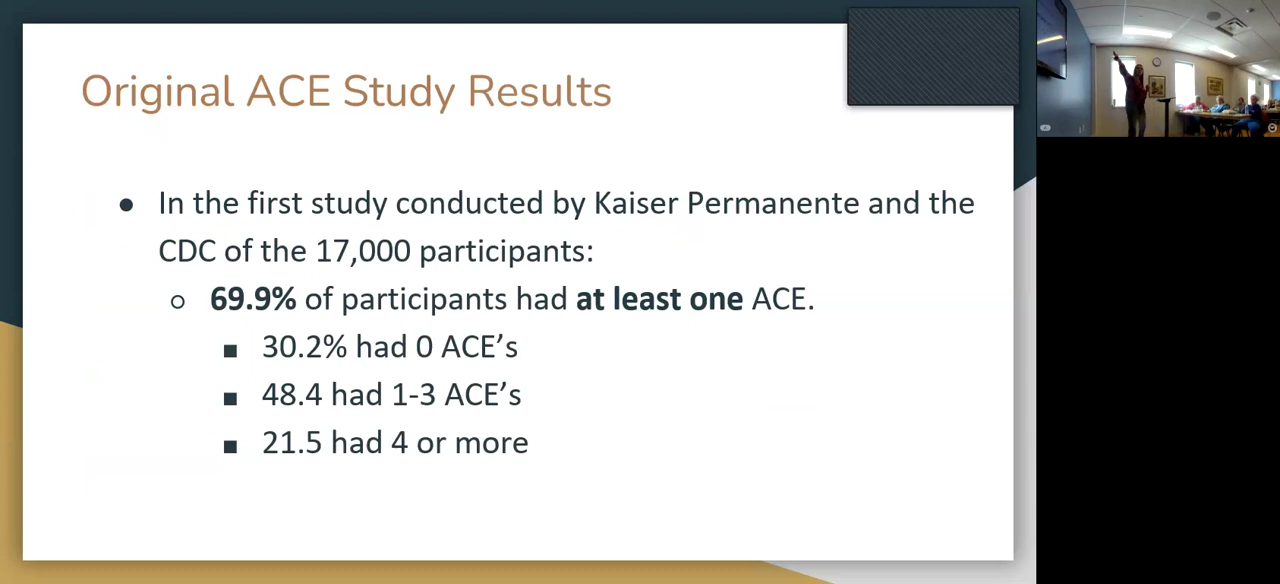 Original ACE Study Results
● In the first study conducted by Kaiser Permanente and the
CDC of the 17,000 participants:
○ 69.9% of participants had at least one ACE.
■ 30.2% had 0 ACE’s
■ 48.4 had 1-3 ACE’s
■ 21.5 had 4 or more